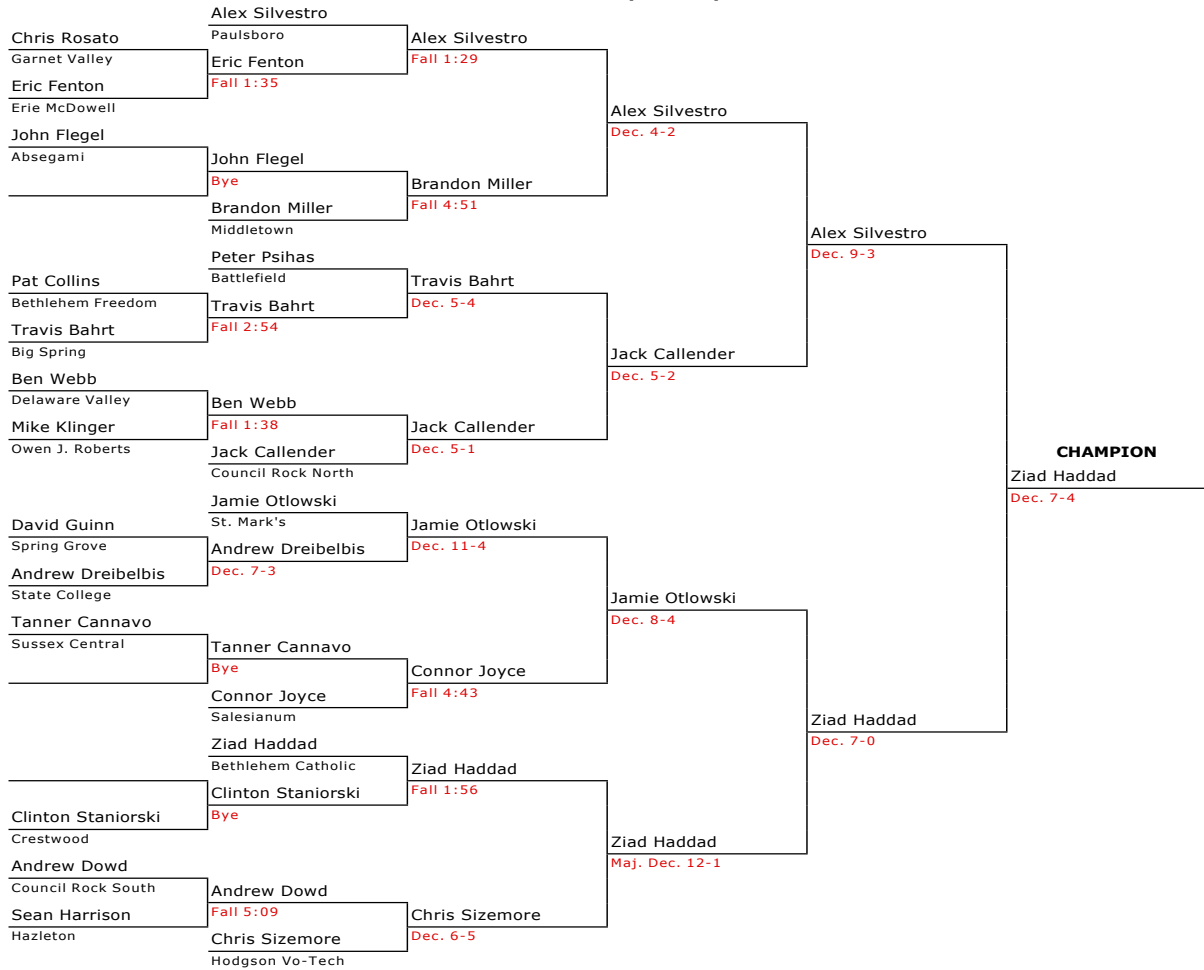 Alex Silvestro
Chris Rosato
Paulsboro
Alex Silvestro
Garnet Valley
Eric Fenton
Fall 1:29
Eric Fenton
Fall 1:35
Erie McDowell
Alex Silvestro
John Flegel
Dec. 4-2
Absegami
John Flegel
Bye
Brandon Miller
Brandon Miller
Fall 4:51
Middletown
Alex Silvestro
Peter Psihas
Dec. 9-3
Pat Collins
Battlefield
Travis Bahrt
Bethlehem Freedom
Travis Bahrt
Dec. 5-4
Travis Bahrt
Fall 2:54
Big Spring
Jack Callender
Ben Webb
Dec. 5-2
Delaware Valley
Ben Webb
Mike Klinger
Fall 1:38
Jack Callender
Owen J. Roberts
Jack Callender
Dec. 5-1
Council Rock North
CHAMPION
Ziad Haddad
Dec. 7-4
Jamie Otlowski
David Guinn
St. Mark's
Jamie Otlowski
Spring Grove
Andrew Dreibelbis
Dec. 11-4
Andrew Dreibelbis
Dec. 7-3
State College
Jamie Otlowski
Tanner Cannavo
Dec. 8-4
Sussex Central
Tanner Cannavo
Bye
Connor Joyce
Connor Joyce
Fall 4:43
Salesianum
Ziad Haddad
Ziad Haddad
Dec. 7-0
Bethlehem Catholic
Ziad Haddad
Clinton Staniorski
Fall 1:56
Clinton Staniorski
Bye
Crestwood
Ziad Haddad
Andrew Dowd
Maj. Dec. 12-1
Council Rock South
Andrew Dowd
Sean Harrison
Fall 5:09
Chris Sizemore
Hazleton
Chris Sizemore
Dec. 6-5
Hodgson Vo-Tech